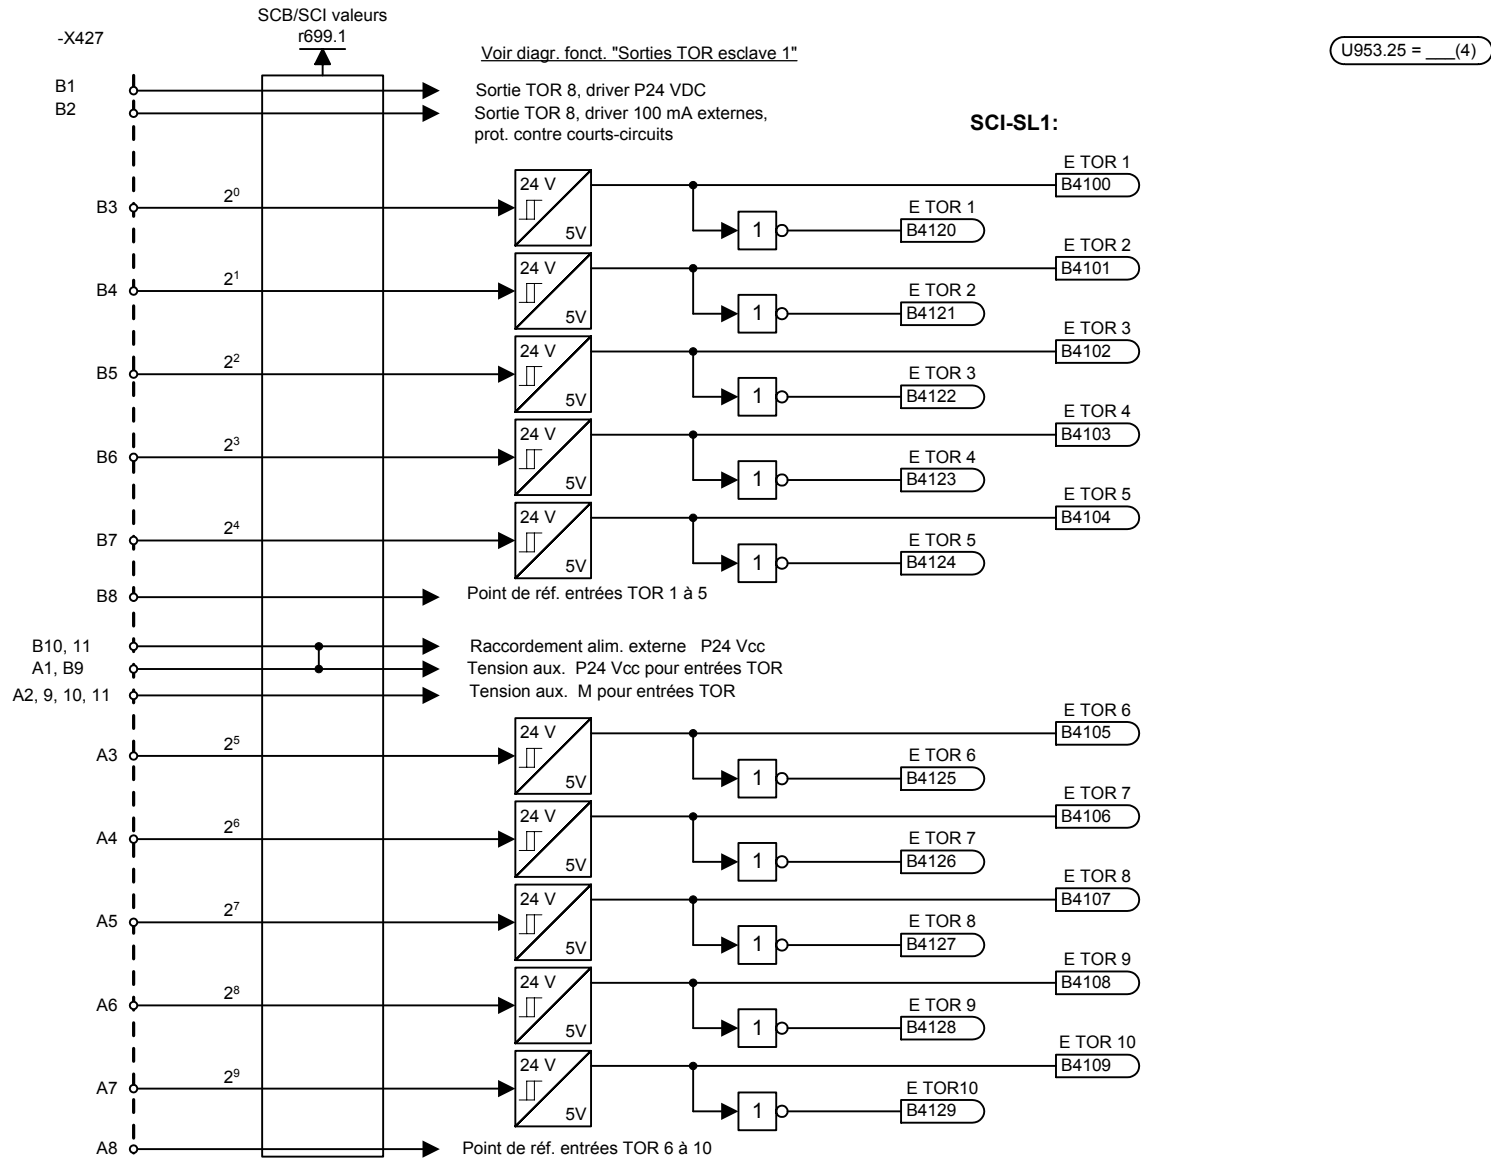 SCB/SCI valeurs
-X427
r699.1
Voir diagr. fonct. "Sorties TOR esclave 1"
U953.25 = ___(4)
B1
Sortie TOR 8, driver P24 VDC
B2
Sortie TOR 8, driver 100 mA externes,
prot. contre courts-circuits
SCI-SL1:
E TOR 1
B3
2⁰
24 V
5V
B4100
E TOR 1
1
B4120
E TOR 2
B4
2¹
24 V
5V
B4101
E TOR 2
1
B4121
E TOR 3
B5
2²
24 V
5V
B4102
E TOR 3
1
B4122
E TOR 4
B6
2³
24 V
5V
B4103
E TOR 4
1
B4123
E TOR 5
B7
2⁴
24 V
5V
B4104
E TOR 5
1
B4124
B8
Point de réf. entrées TOR 1 à 5
B10, 11
Raccordement alim. externe P24 Vcc
A1, B9
Tension aux. P24 Vcc pour entrées TOR
A2, 9, 10, 11
Tension aux. M pour entrées TOR
E TOR 6
A3
2⁵
24 V
5V
B4105
E TOR 6
1
B4125
E TOR 7
A4
2⁶
24 V
5V
B4106
E TOR 7
1
B4126
E TOR 8
A5
2⁷
24 V
5V
B4107
E TOR 8
1
B4127
E TOR 9
A6
2⁸
24 V
5V
B4108
E TOR 9
1
B4128
E TOR 10
A7
2⁹
24 V
5V
B4109
E TOR10
1
B4129
A8
Point de réf. entrées TOR 6 à 10